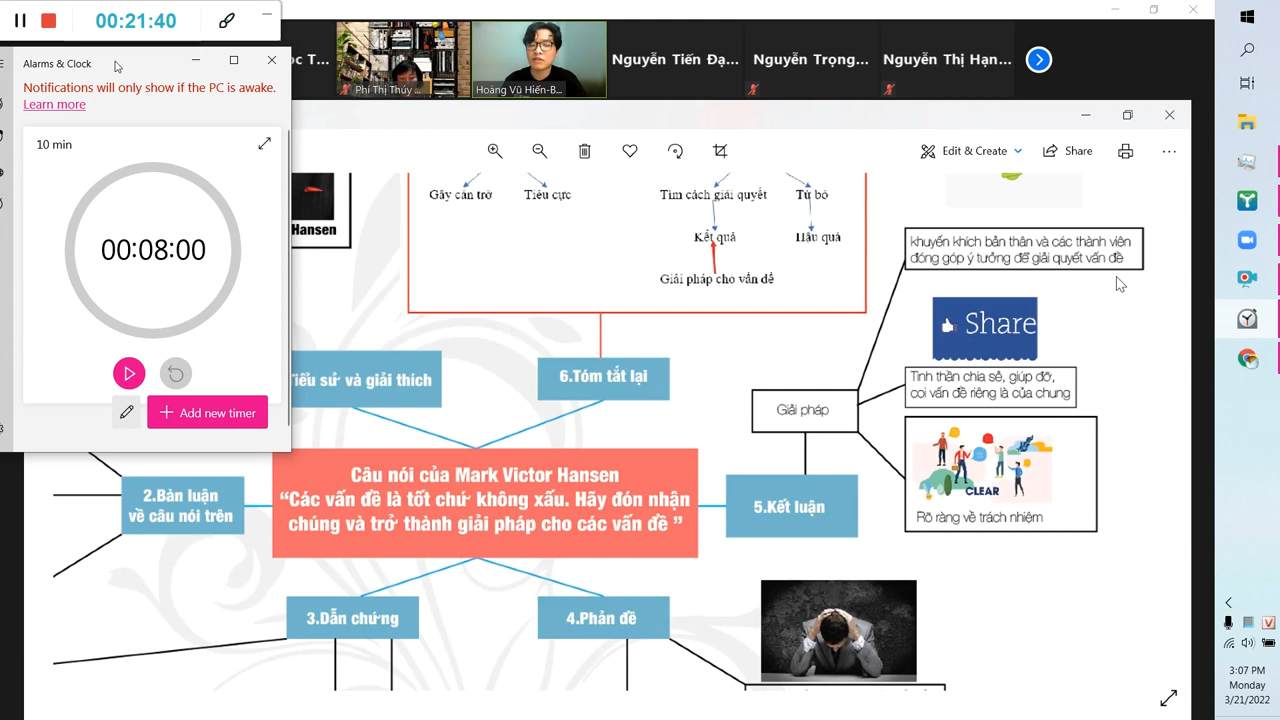 00:21:40
Alarms & Clock
Notifications will only show if the PC is awake.
Learn more
10 min
00:08:00
Add new timer
ọc T...
Phí Thị Thúy ...
Hoàng Vũ Hiến-B...
Nguyễn Tiến Đạ...
Nguyễn Trọng...
Nguyễn Thị Hạn...
Edit & Create
Share
Hansen
Gây cản trở
Tiêu cực
Tìm cách giải quyết
Từ bỏ
Kết quả
Hậu quả
Giải pháp cho vấn đề
khuyến khích bản thân và các thành viên
đóng góp ý tưởng để giải quyết vấn đề
Share
Tinh thần chia sẻ, giúp đỡ,
coi vấn đề riêng là của chung
CLEAR
Rõ ràng về trách nhiệm
Giải pháp
Tiểu sử và giải thích
6.Tóm tắt lại
2.Bàn luận
về câu nói trên
Câu nói của Mark Victor Hansen
“Các vấn đề là tốt chứ không xấu. Hãy đón nhận
chúng và trở thành giải pháp cho các vấn đề ”
5.Kết luận
3.Dẫn chứng
4.Phản đề
3:07 PM
Monday
3/21/2022